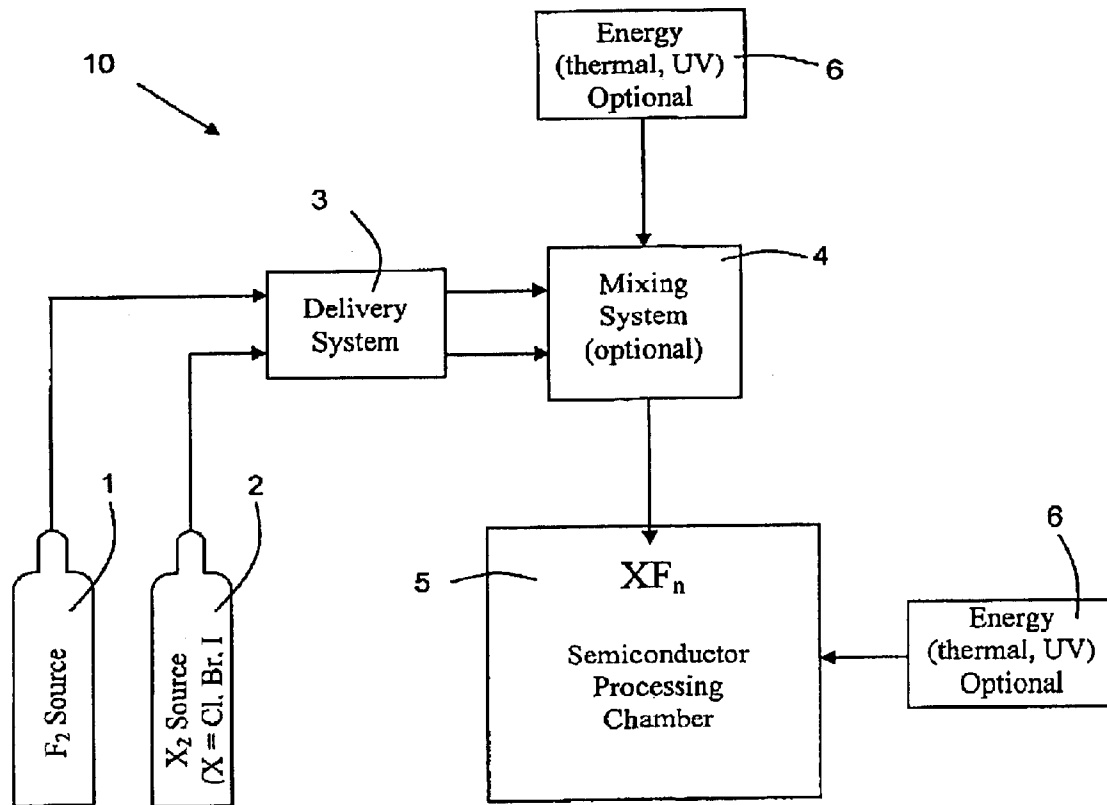 10
Energy
(thermal, UV)
Optional
6
3
Delivery
System
4
Mixing
System
(optional)
1
2
F₂ Source
X₂ Source
(X = Cl. Br. I
5
XFₙ
Semiconductor
Processing
Chamber
6
Energy
(thermal, UV)
Optional